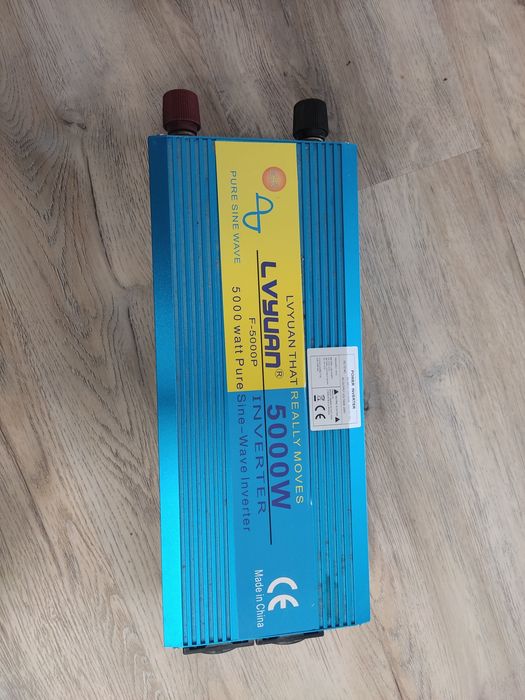 PURE SINE WAVE
LVYUAN®
F-5000P
5000 watt Pure Sine-Wave Inverter
LVYUAN THAT REALLY MOVES
5000W
INVERTER
CE
Made in China
POWER INVERTER
CE